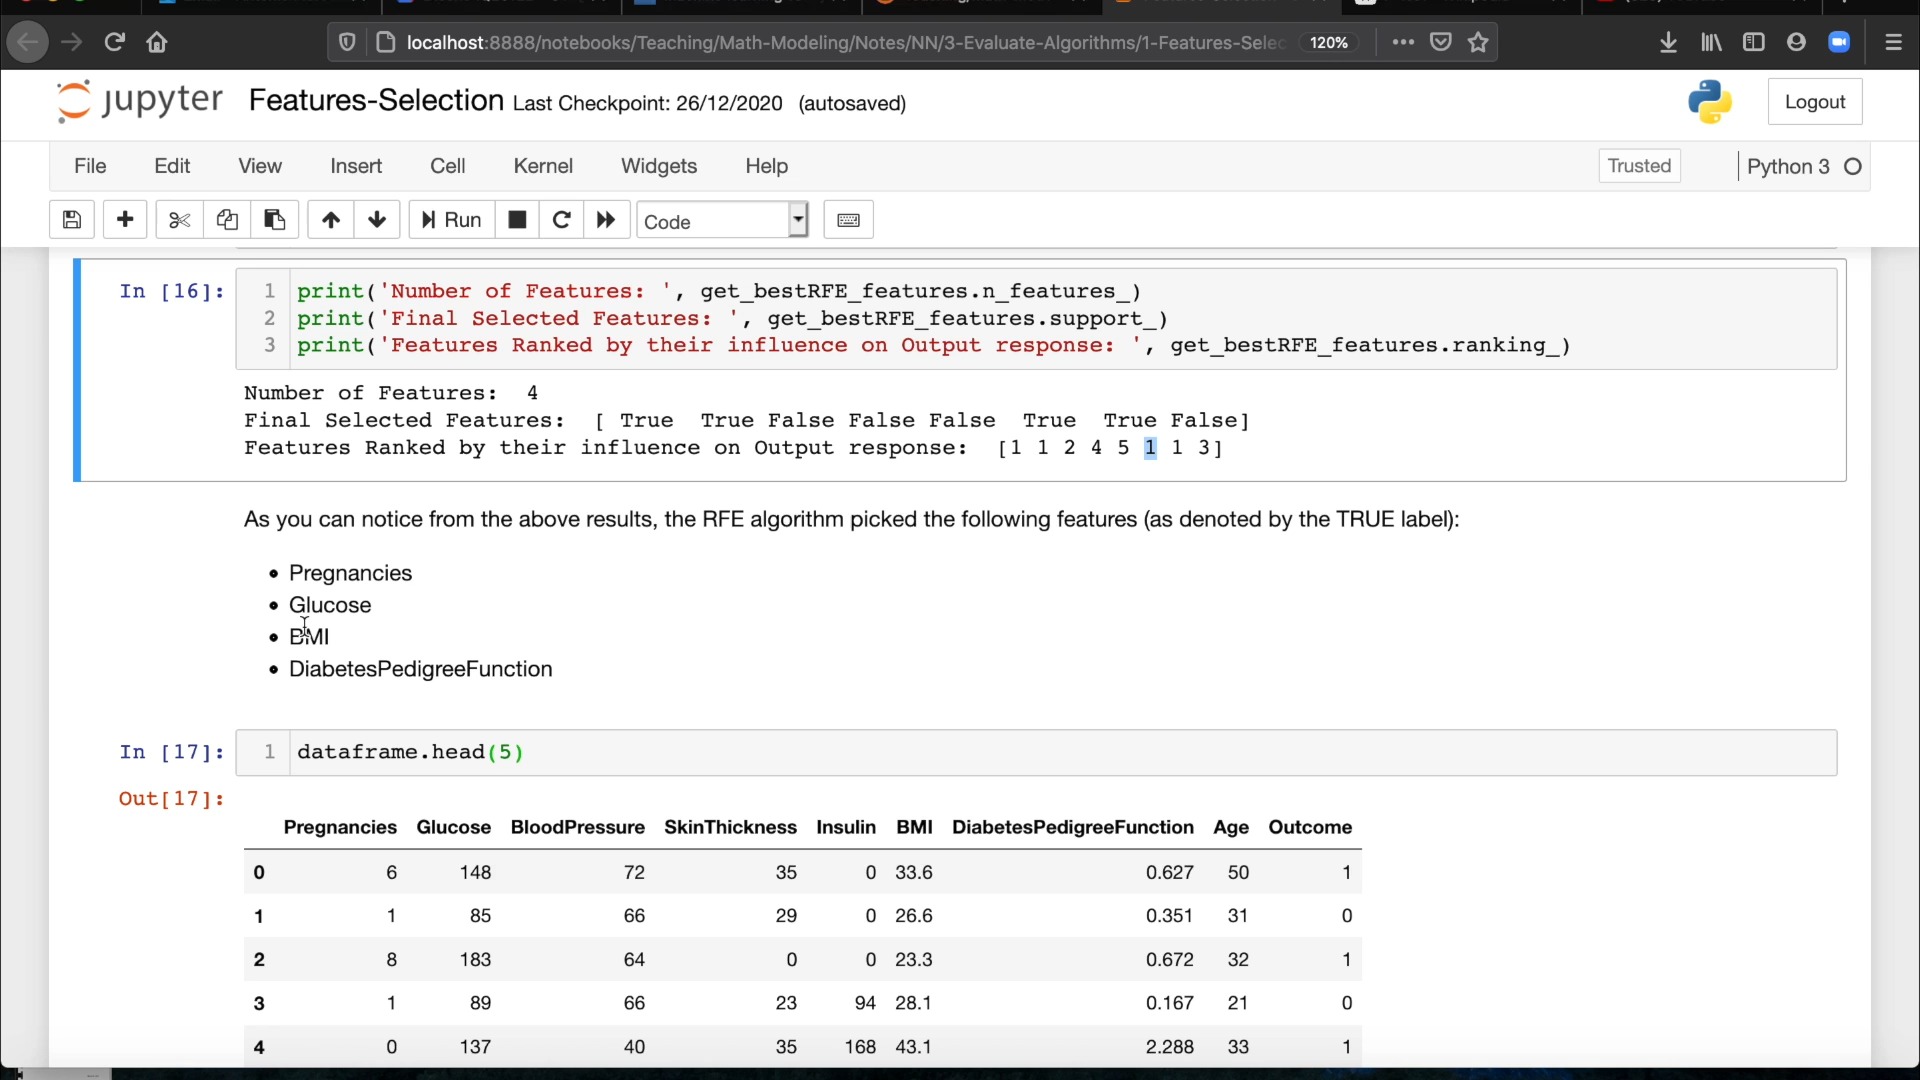 localhost:8888/notebooks/Teaching/Math-Modeling/Notes/NN/3-Evaluate-Algorithms/1-Features-Selec 120%
jupyter Features-Selection Last Checkpoint: 26/12/2020 (autosaved) Logout
File Edit View Insert Cell Kernel Widgets Help Trusted Python 3
Run Code
In [16]: 1 print('Number of Features: ', get_bestRFE_features.n_features_)
2 print('Final Selected Features: ', get_bestRFE_features.support_)
3 print('Features Ranked by their influence on Output response: ', get_bestRFE_features.ranking_)
Number of Features: 4
Final Selected Features: [ True True False False False True True False]
Features Ranked by their influence on Output response: [1 1 2 4 5 1 1 3]
As you can notice from the above results, the RFE algorithm picked the following features (as denoted by the TRUE label):
• Pregnancies
• Glucose
• BMI
• DiabetesPedigreeFunction
In [17]: 1 dataframe.head(5)
Out[17]:
Pregnancies Glucose BloodPressure SkinThickness Insulin BMI DiabetesPedigreeFunction Age Outcome
0 6 148 72 35 0 33.6 0.627 50 1
1 1 85 66 29 0 26.6 0.351 31 0
2 8 183 64 0 0 23.3 0.672 32 1
3 1 89 66 23 94 28.1 0.167 21 0
4 0 137 40 35 168 43.1 2.288 33 1